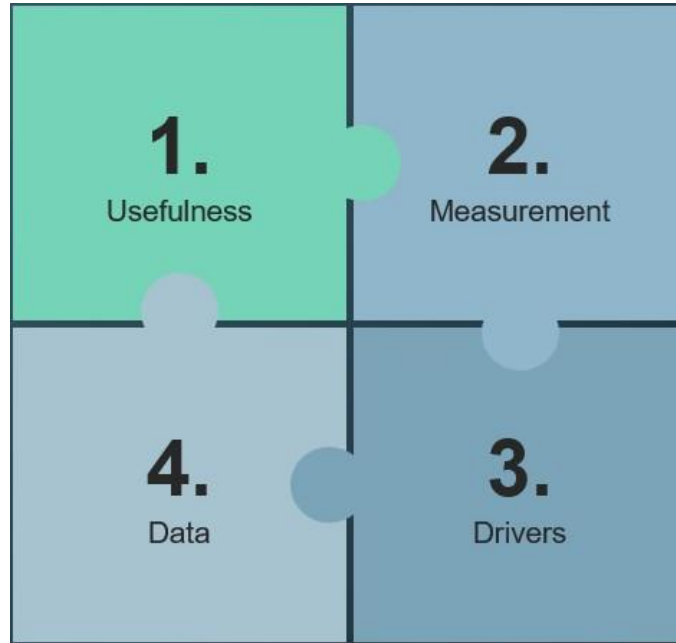 1.
Usefulness
2.
Measurement
4.
Data
3.
Drivers